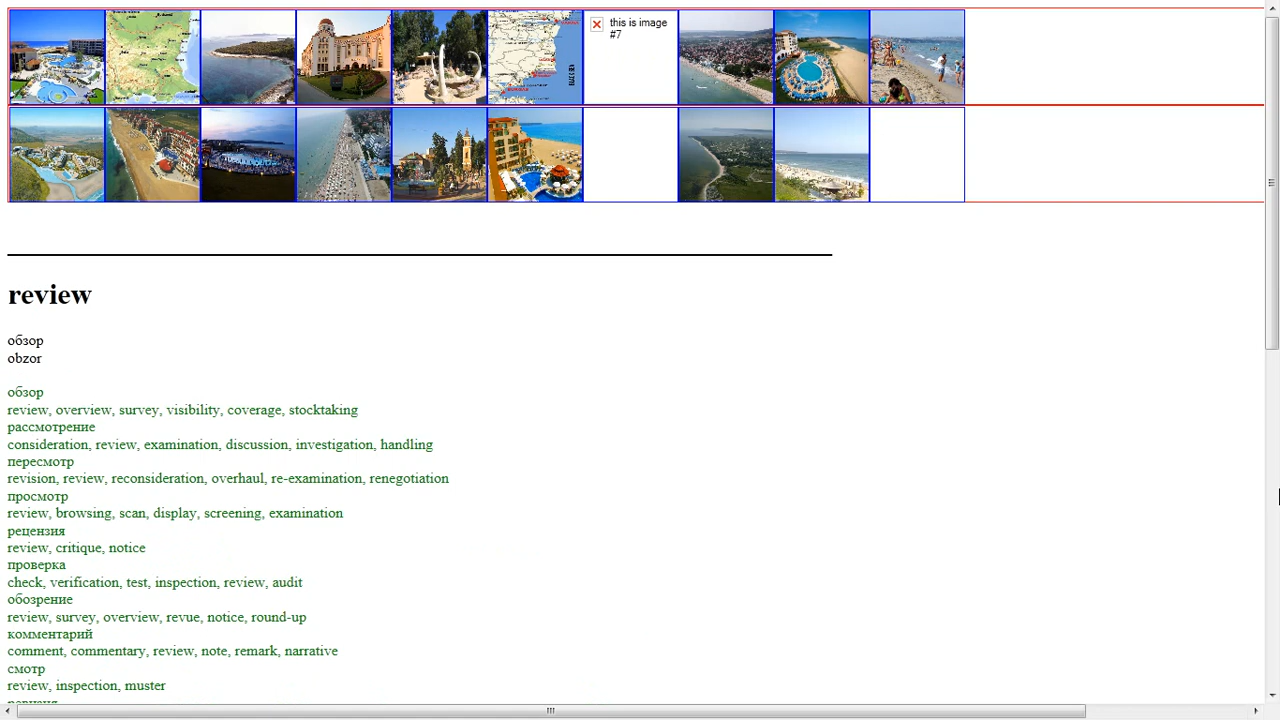 this is image
#7
review
обзор
obzor
обзор
review, overview, survey, visibility, coverage, stocktaking
рассмотрение
consideration, review, examination, discussion, investigation, handling
пересмотр
revision, review, reconsideration, overhaul, re-examination, renegotiation
просмотр
review, browsing, scan, display, screening, examination
рецензия
review, critique, notice
проверка
check, verification, test, inspection, review, audit
обозрение
review, survey, overview, revue, notice, round-up
комментарий
comment, commentary, review, note, remark, narrative
смотр
review, inspection, muster